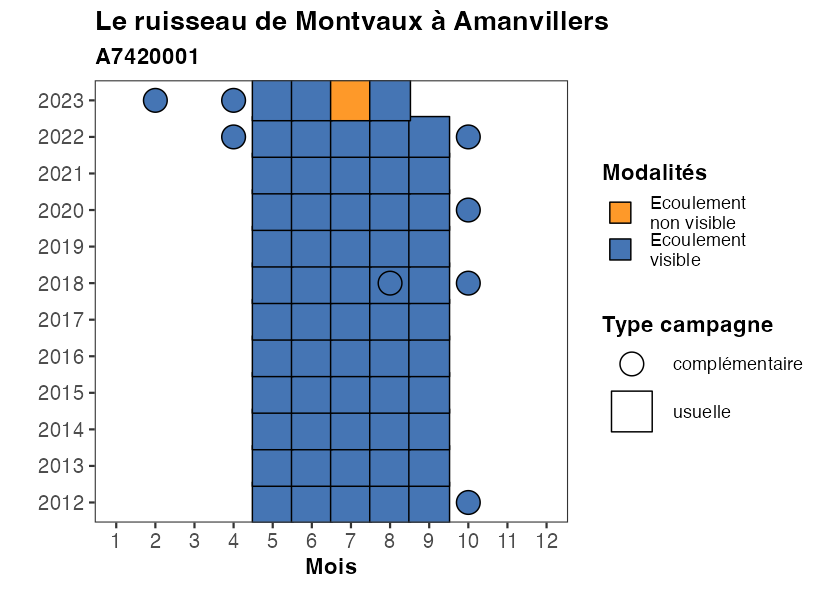 Le ruisseau de Montvaux à Amanvillers
A7420001
2023
2022
2021
2020
2019
2018
2017
2016
2015
2014
2013
2012
1 2 3 4 5 6 7 8 9 10 11 12
Mois
Modalités
Ecoulement
non visible
Ecoulement
visible
Type campagne
complémentaire
usuelle